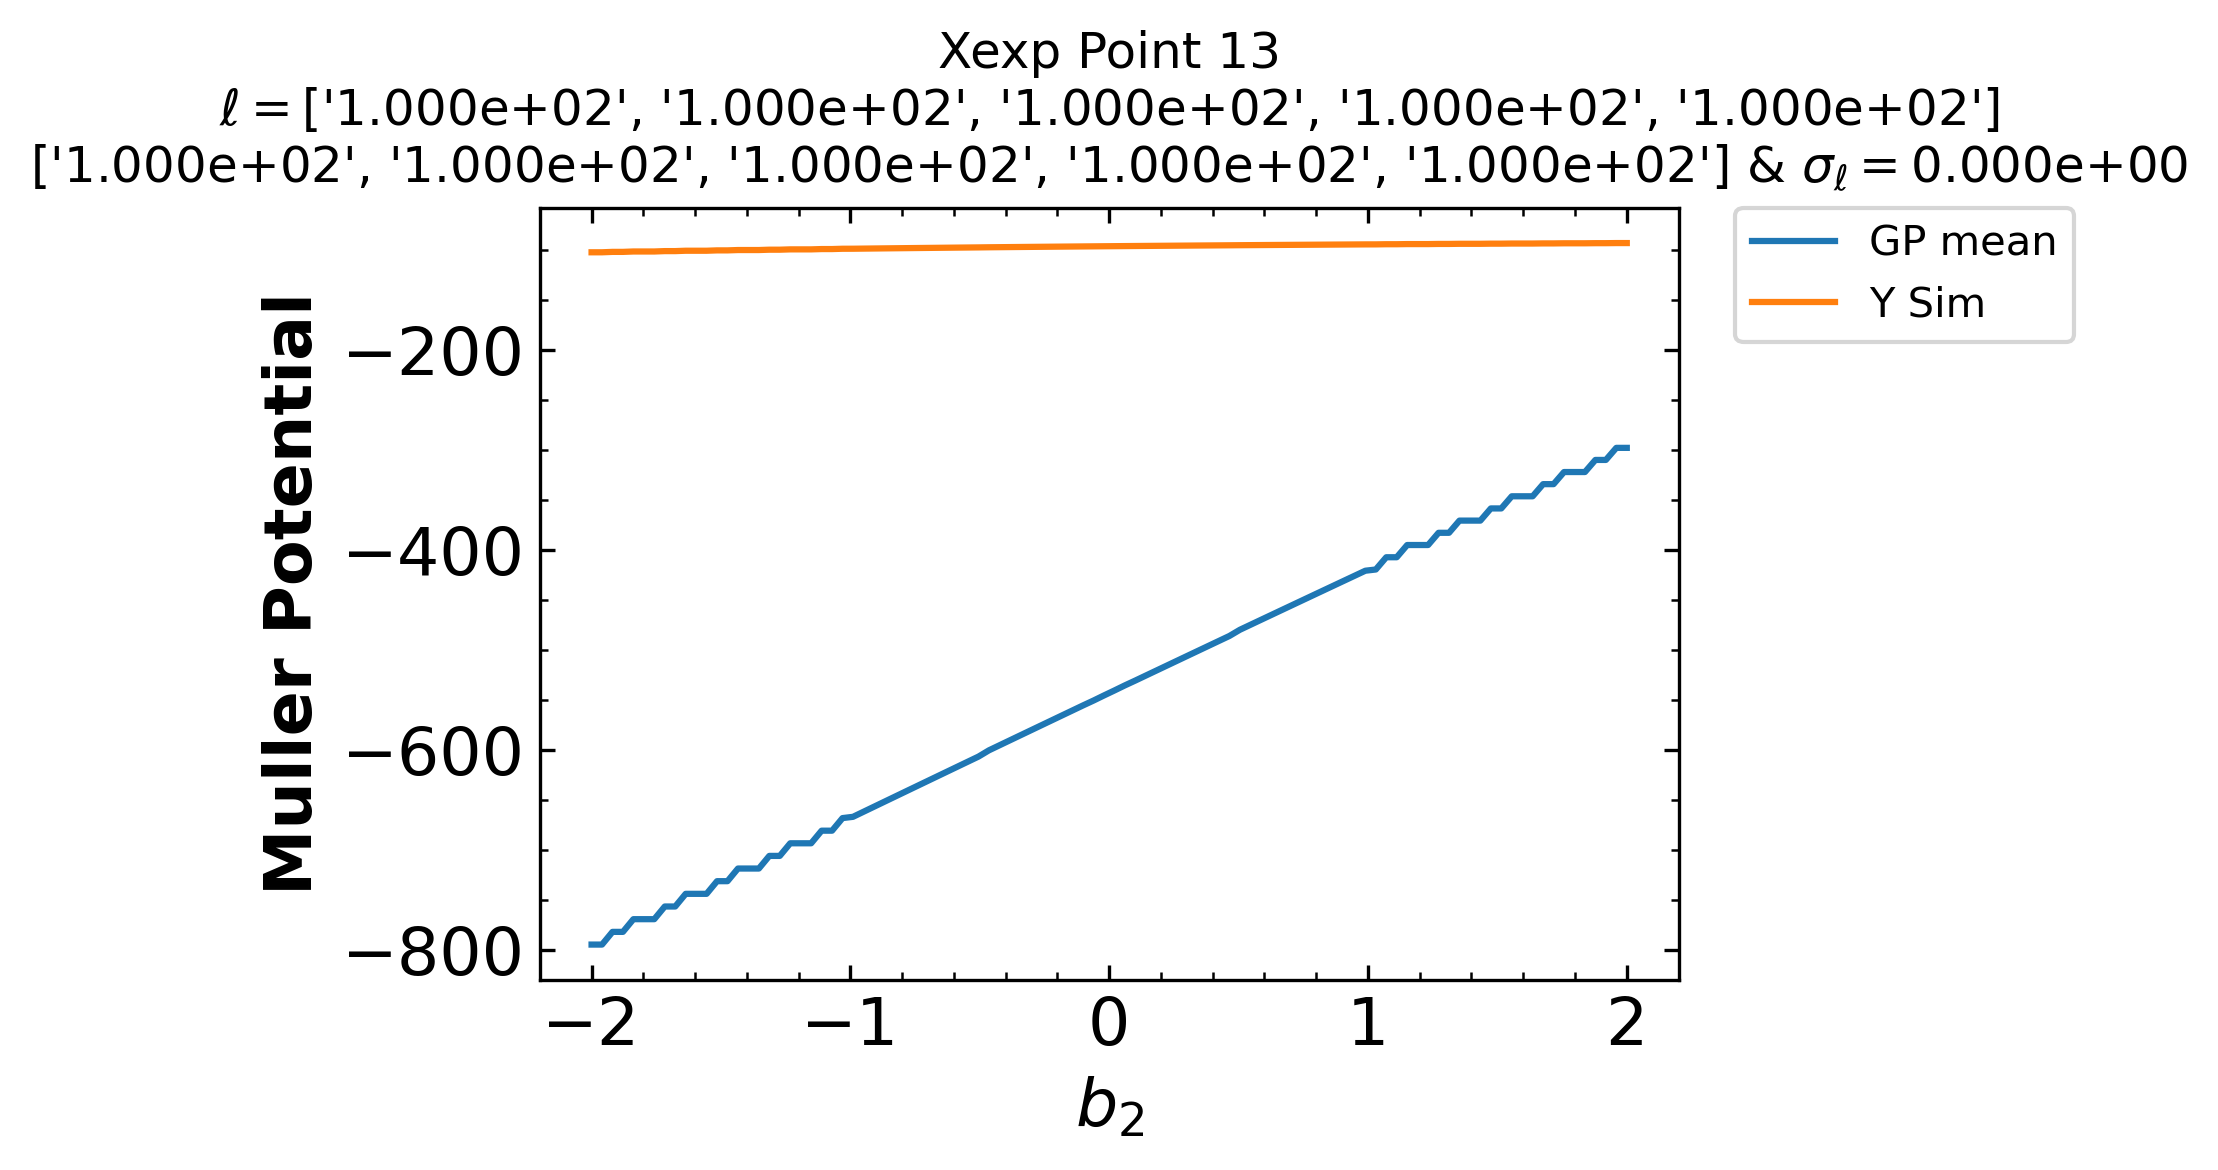 Xexp Point 13
ℓ = ['1.000e+02', '1.000e+02', '1.000e+02', '1.000e+02', '1.000e+02']
['1.000e+02', '1.000e+02', '1.000e+02', '1.000e+02', '1.000e+02'] & σ_ℓ = 0.000e+00
GP mean
Y Sim
Muller Potential
−200
−400
−600
−800
−2 −1 0 1 2
b₂